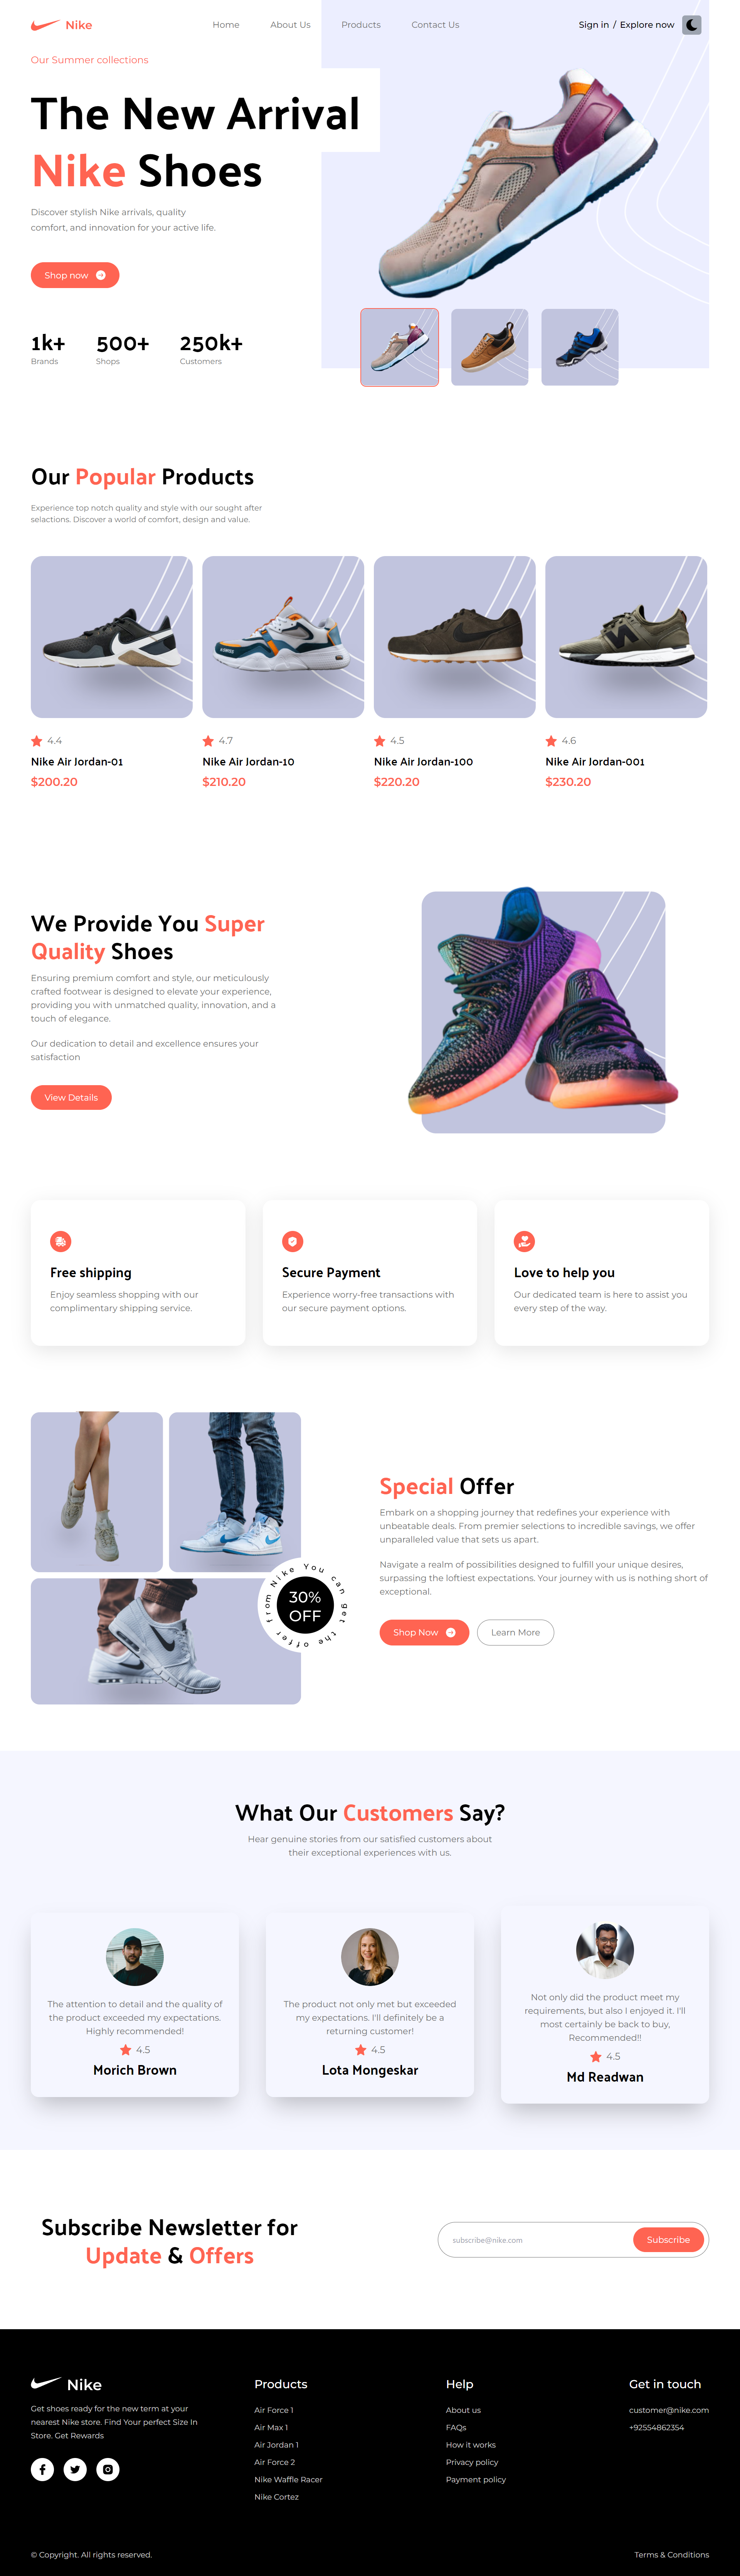 Nike
Home
About Us
Products
Contact Us
Sign in / Explore now
Our Summer collections
The New Arrival
Nike Shoes
Discover stylish Nike arrivals, quality
comfort, and innovation for your active life.
Shop now
1k+
Brands
500+
Shops
250k+
Customers
Our Popular Products
Experience top notch quality and style with our sought after
selactions. Discover a world of comfort, design and value.
4.4
Nike Air Jordan-01
$200.20
4.7
Nike Air Jordan-10
$210.20
4.5
Nike Air Jordan-100
$220.20
4.6
Nike Air Jordan-001
$230.20
We Provide You Super
Quality Shoes
Ensuring premium comfort and style, our meticulously
crafted footwear is designed to elevate your experience,
providing you with unmatched quality, innovation, and a
touch of elegance.
Our dedication to detail and excellence ensures your
satisfaction
View Details
Free shipping
Enjoy seamless shopping with our
complimentary shipping service.
Secure Payment
Experience worry-free transactions with
our secure payment options.
Love to help you
Our dedicated team is here to assist you
every step of the way.
You can get the offer from Nike
30%
OFF
Special Offer
Embark on a shopping journey that redefines your experience with
unbeatable deals. From premier selections to incredible savings, we offer
unparalleled value that sets us apart.
Navigate a realm of possibilities designed to fulfill your unique desires,
surpassing the loftiest expectations. Your journey with us is nothing short of
exceptional.
Shop Now
Learn More
What Our Customers Say?
Hear genuine stories from our satisfied customers about
their exceptional experiences with us.
The attention to detail and the quality of
the product exceeded my expectations.
Highly recommended!
4.5
Morich Brown
The product not only met but exceeded
my expectations. I'll definitely be a
returning customer!
4.5
Lota Mongeskar
Not only did the product meet my
requirements, but also I enjoyed it. I'll
most certainly be back to buy,
Recommended!!
4.5
Md Readwan
Subscribe Newsletter for
Update & Offers
subscribe@nike.com
Subscribe
Nike
Get shoes ready for the new term at your
nearest Nike store. Find Your perfect Size In
Store. Get Rewards
Products
Air Force 1
Air Max 1
Air Jordan 1
Air Force 2
Nike Waffle Racer
Nike Cortez
Help
About us
FAQs
How it works
Privacy policy
Payment policy
Get in touch
customer@nike.com
+92554862354
© Copyright. All rights reserved.
Terms & Conditions